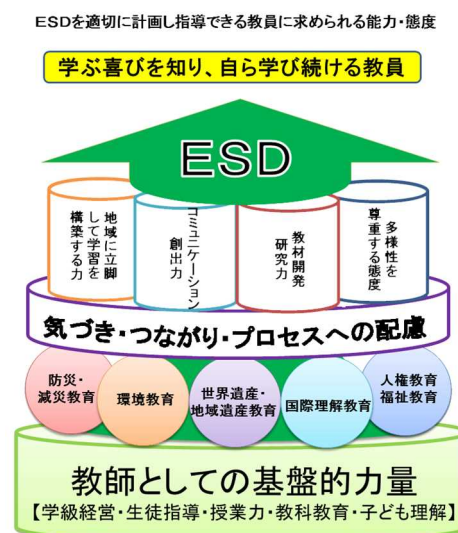 ESDを適切に計画し指導できる教員に求められる能力・態度
学ぶ喜びを知り、自ら学び続ける教員
ESD
地域に立脚
して学習を
構築する力
コミュニケーション
創出力
教材開発
研究力
多様性を
尊重する態度
気づき・つながり・プロセスへの配慮
防災・
減災教育
環境教育
世界遺産・
地域遺産教育
国際理解教育
人権教育
福祉教育
教師としての基盤的力量
【学級経営・生徒指導・授業力・教科教育・子ども理解】